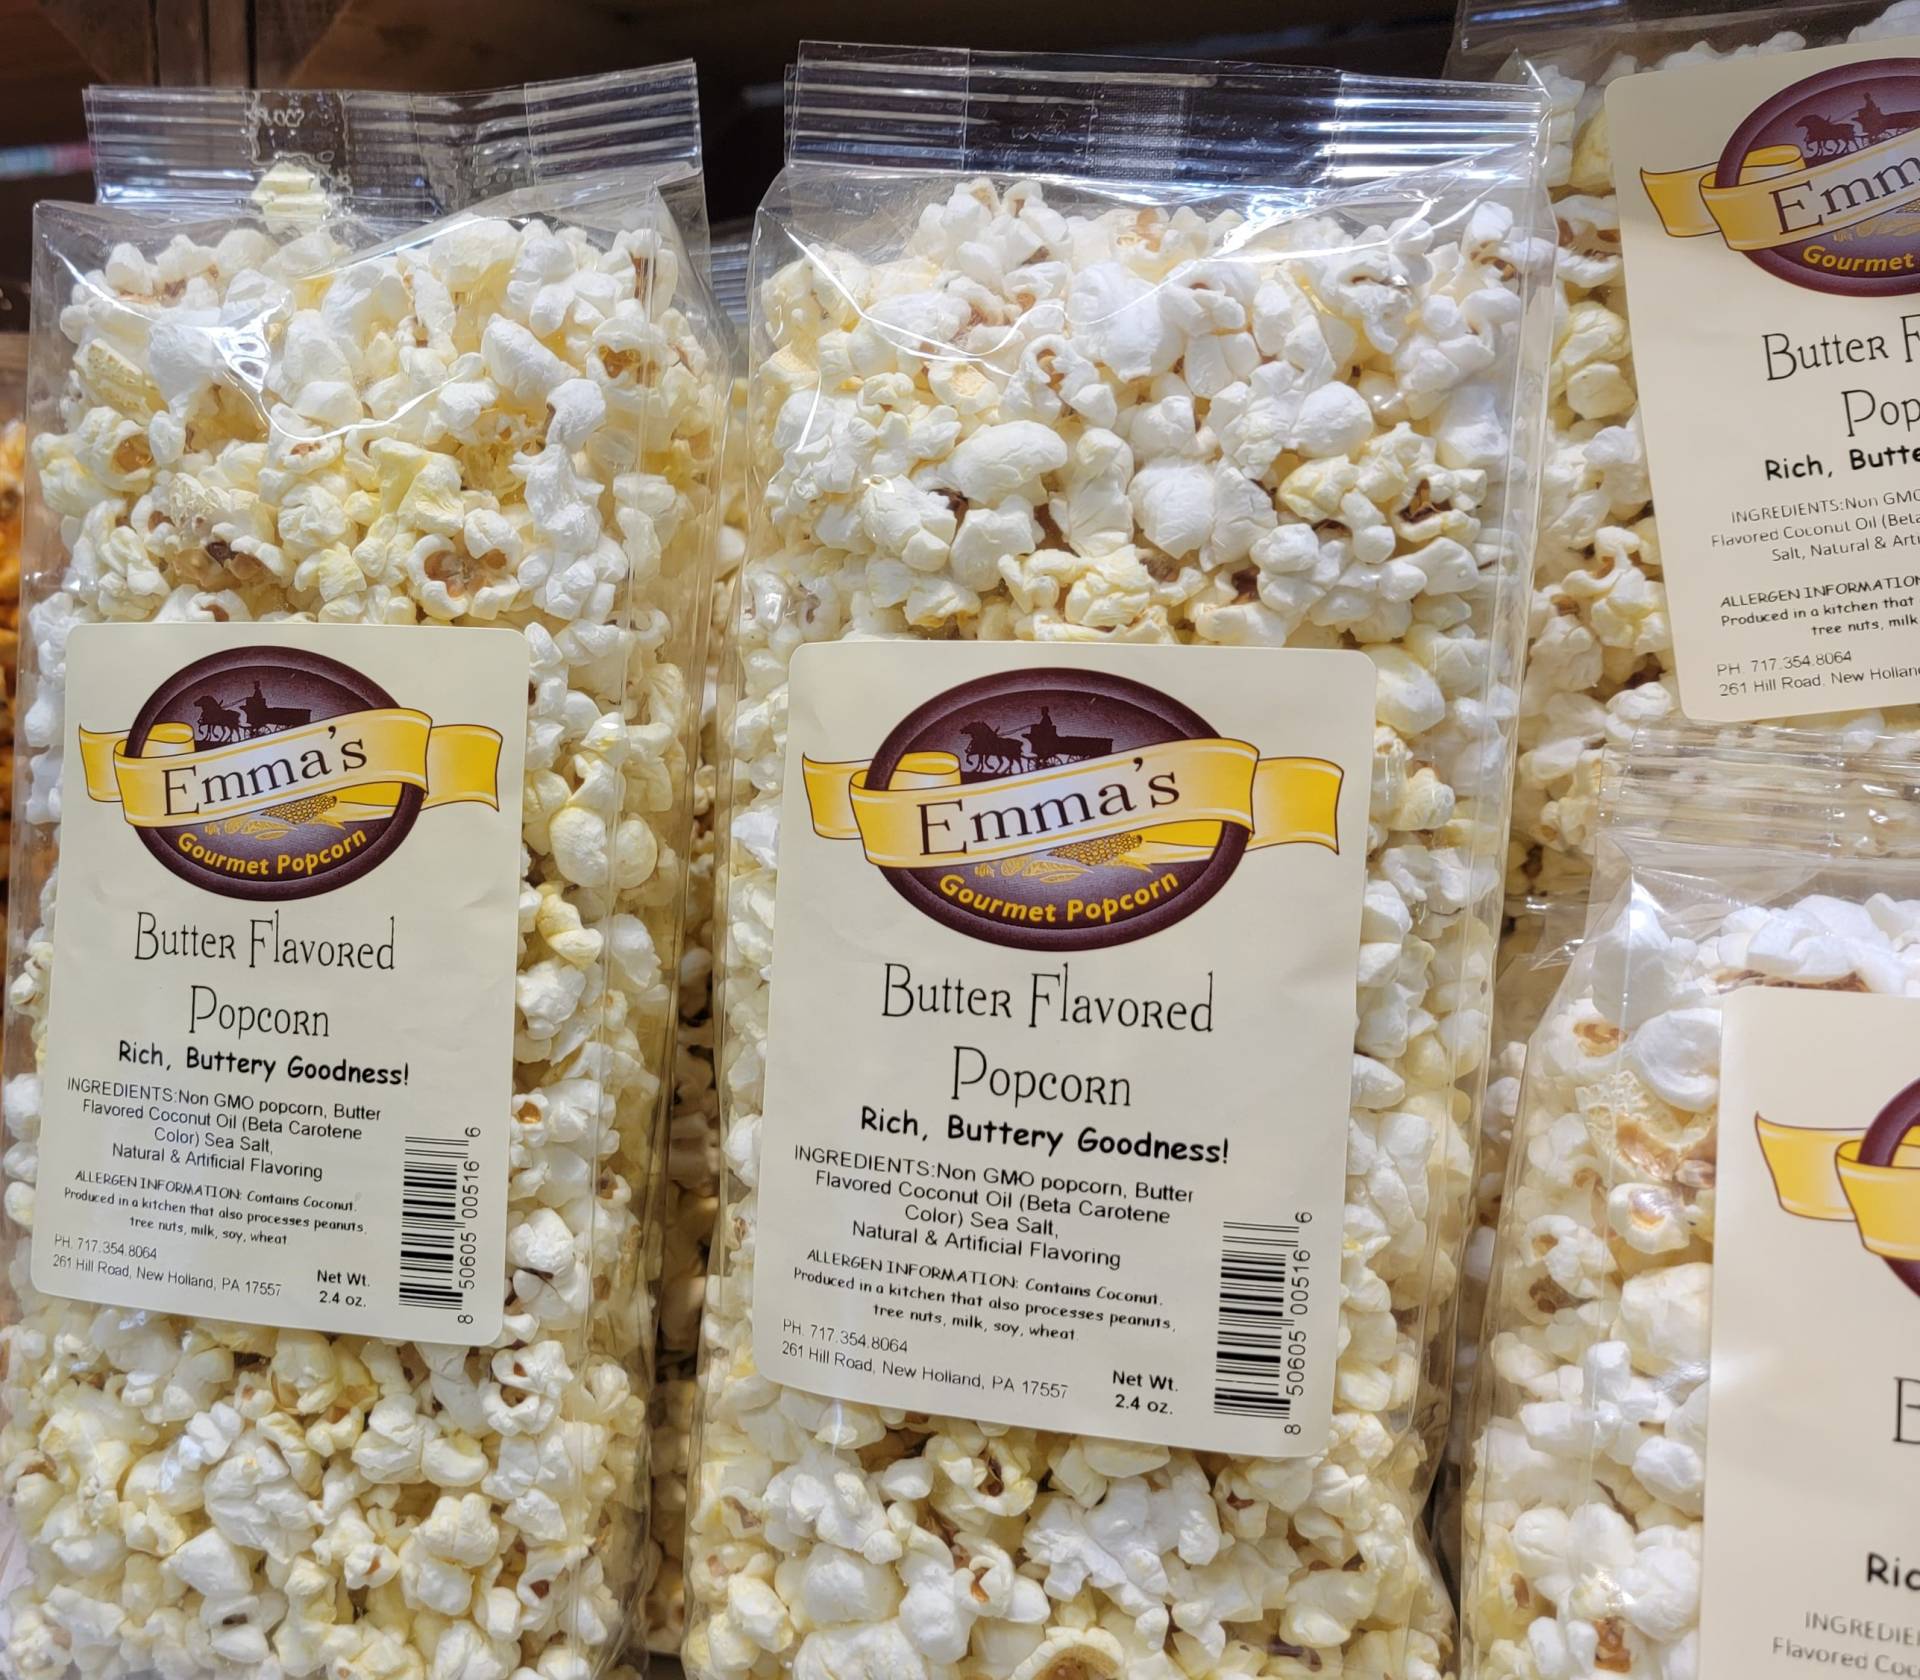 Emma's
Gourmet Popcorn
Butter Flavored
Popcorn
Rich, Buttery Goodness!
INGREDIENTS:Non GMO popcorn, Butter
Flavored Coconut Oil (Beta Carotene
Color) Sea Salt,
Natural & Artificial Flavoring
ALLERGEN INFORMATION: Contains Coconut.
Produced in a kitchen that also processes peanuts,
tree nuts, milk, soy, wheat
PH. 717.354.8064
261 Hill Road, New Holland, PA 17557
Net Wt.
2.4 oz.
8 50605 00516 6
Emma's
Gourmet Popcorn
Butter Flavored
Popcorn
Rich, Buttery Goodness!
INGREDIENTS:Non GMO popcorn, Butter
Flavored Coconut Oil (Beta Carotene
Color) Sea Salt,
Natural & Artificial Flavoring
ALLERGEN INFORMATION: Contains Coconut.
Produced in a kitchen that also processes peanuts,
tree nuts, milk, soy, wheat
PH. 717.354.8064
261 Hill Road, New Holland, PA 17557
Net Wt.
2.4 oz.
8 50605 00516 6
Emm
Gourmet
Butter F
Pop
Rich, Butte
INGREDIENTS:Non GMO
Flavored Coconut Oil (Beta
Salt, Natural & Arti
ALLERGEN INFORMATION
Produced in a kitchen that
tree nuts, milk
PH. 717.354.8064
261 Hill Road, New Holland
Ric
INGREDIE
Flavored Coc